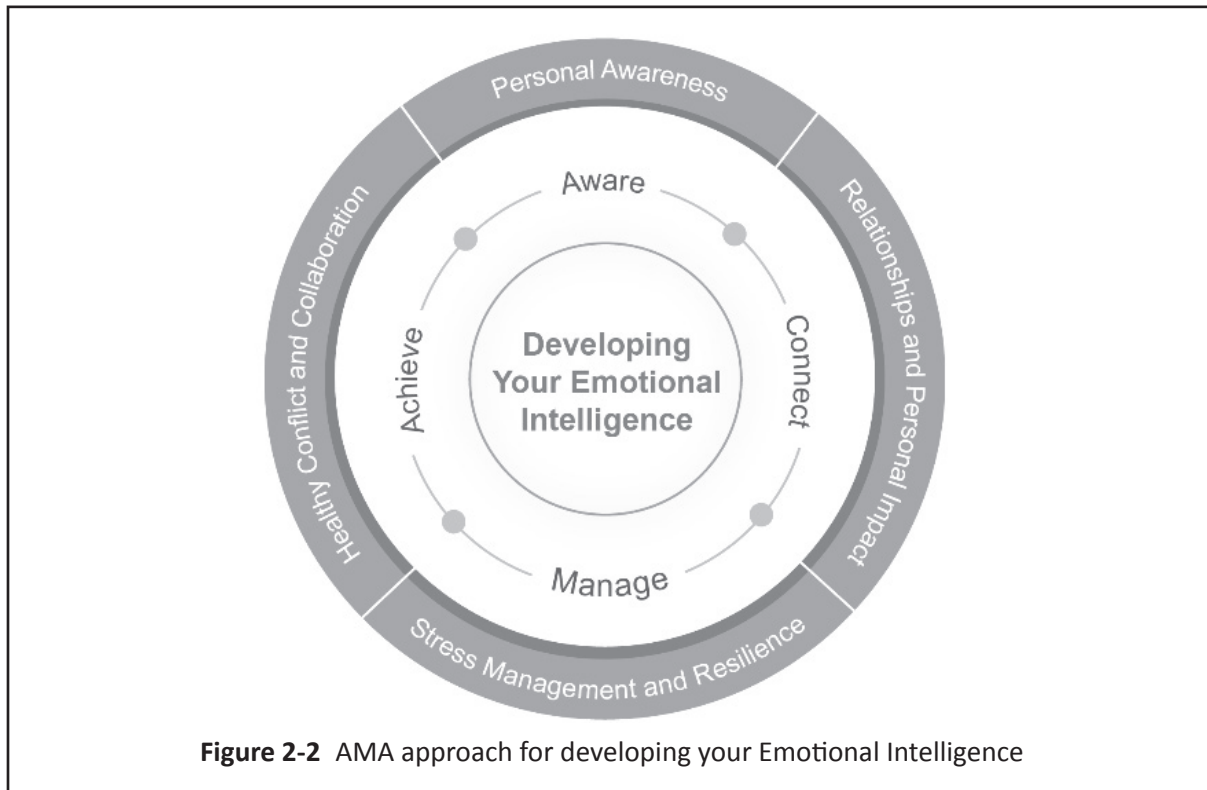 Personal Awareness
Relationships and Personal Impact
Stress Management and Resilience
Healthy Conflict and Collaboration
Aware
Connect
Manage
Achieve
Developing
Your Emotional
Intelligence
Figure 2-2 AMA approach for developing your Emotional Intelligence